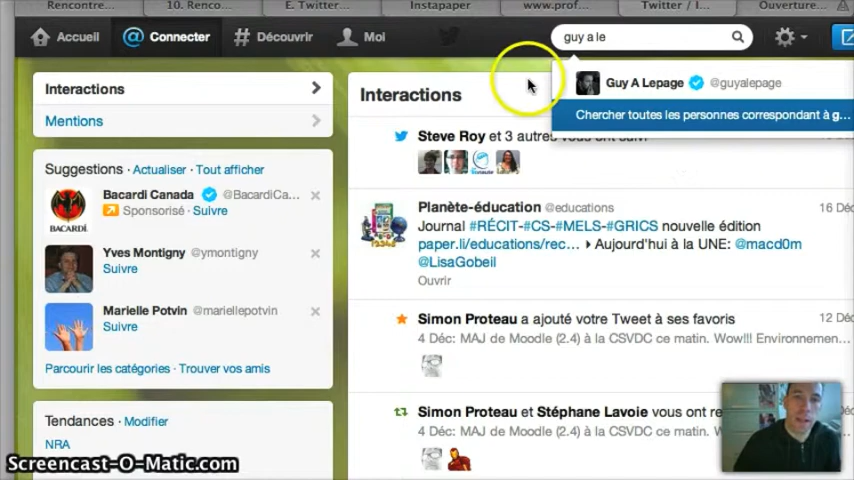 Rencontre...
10. Renco...
E. Twitter...
Instapaper
www.prof...
Twitter / I...
Ouverture...
Accueil
@ Connecter
# Découvrir
Moi
guy a le
Guy A Lepage @guyalepage
Chercher toutes les personnes correspondant à g...
Interactions
Mentions
Suggestions · Actualiser · Tout afficher
BACARDI
Bacardi Canada @BacardiCa...
Sponsorisé · Suivre
Yves Montigny @ymontigny
Suivre
Marielle Potvin @mariellepotvin
Suivre
Parcourir les catégories · Trouver vos amis
Tendances · Modifier
NRA
Interactions
Steve Roy et 3 autres vous ont suivi
Planète-éducation @educations
16 Déc
Journal #RÉCIT-#CS-#MELS-#GRICS nouvelle édition
paper.li/educations/rec... ▸ Aujourd'hui à la UNE: @macd0m
@LisaGobeil
Ouvrir
Simon Proteau a ajouté votre Tweet à ses favoris
12 Déc
4 Déc: MAJ de Moodle (2.4) à la CSVDC ce matin. Wow!!! Environnemen...
Simon Proteau et Stéphane Lavoie vous ont re
4 Déc: MAJ de Moodle (2.4) à la CSVDC ce matin. W
Screencast-O-Matic.com